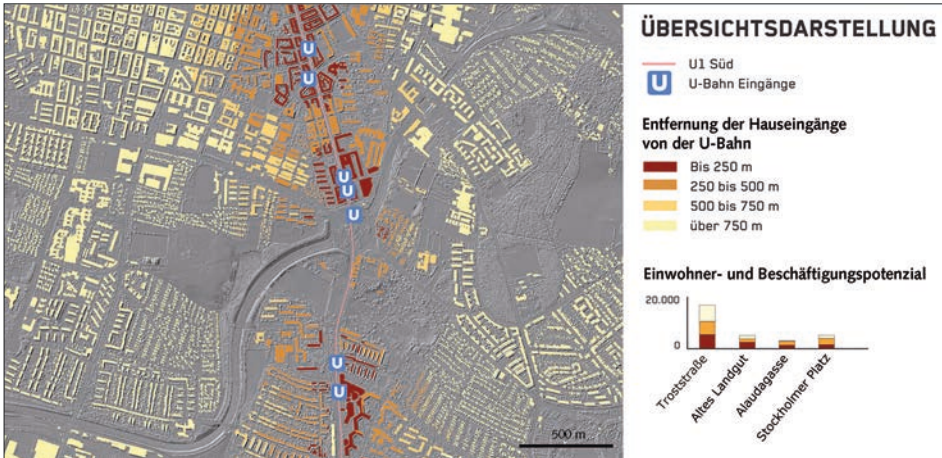 ÜBERSICHTSDARSTELLUNG
U1 Süd
U
U-Bahn Eingänge
Entfernung der Hauseingänge
von der U-Bahn
Bis 250 m
250 bis 500 m
500 bis 750 m
über 750 m
Einwohner- und Beschäftigungspotenzial
20.000
0
Troststraße
Altes Landgut
Alaudagasse
Stockholmer Platz
U
U
U
U
U
U
U
500 m